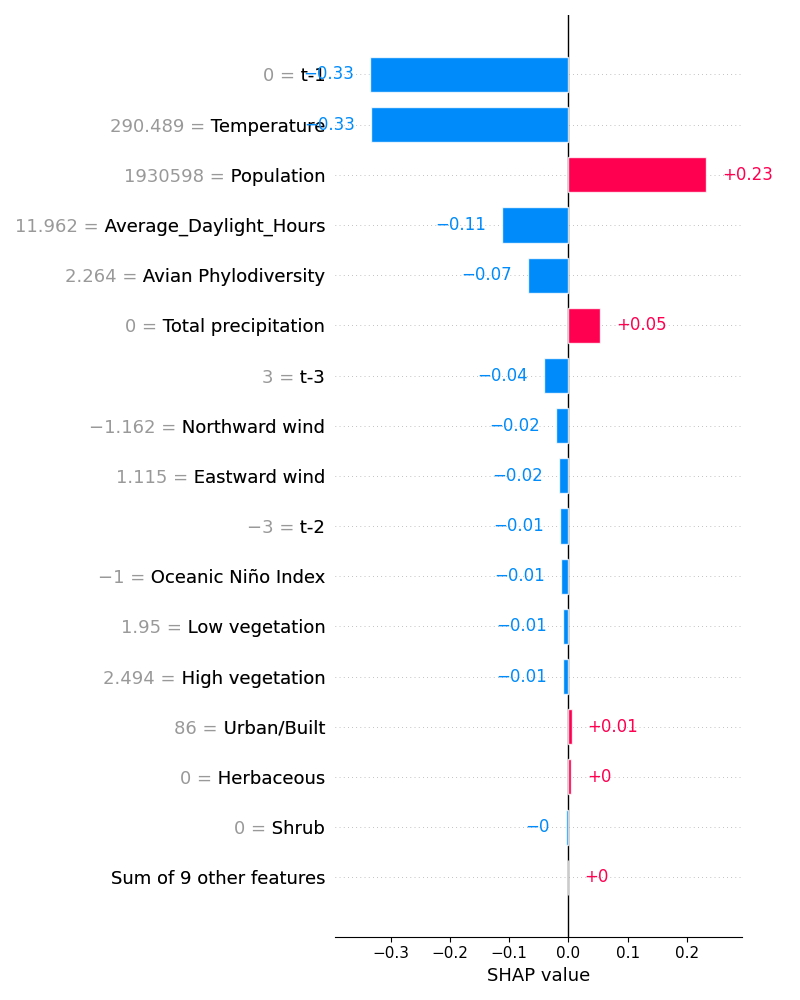 0 = t-1 −0.33
290.489 = Temperature −0.33
1930598 = Population +0.23
11.962 = Average_Daylight_Hours −0.11
2.264 = Avian Phylodiversity −0.07
0 = Total precipitation +0.05
3 = t-3 −0.04
−1.162 = Northward wind −0.02
1.115 = Eastward wind −0.02
−3 = t-2 −0.01
−1 = Oceanic Niño Index −0.01
1.95 = Low vegetation −0.01
2.494 = High vegetation −0.01
86 = Urban/Built +0.01
0 = Herbaceous +0
0 = Shrub −0
Sum of 9 other features +0
−0.3 −0.2 −0.1 0.0 0.1 0.2
SHAP value